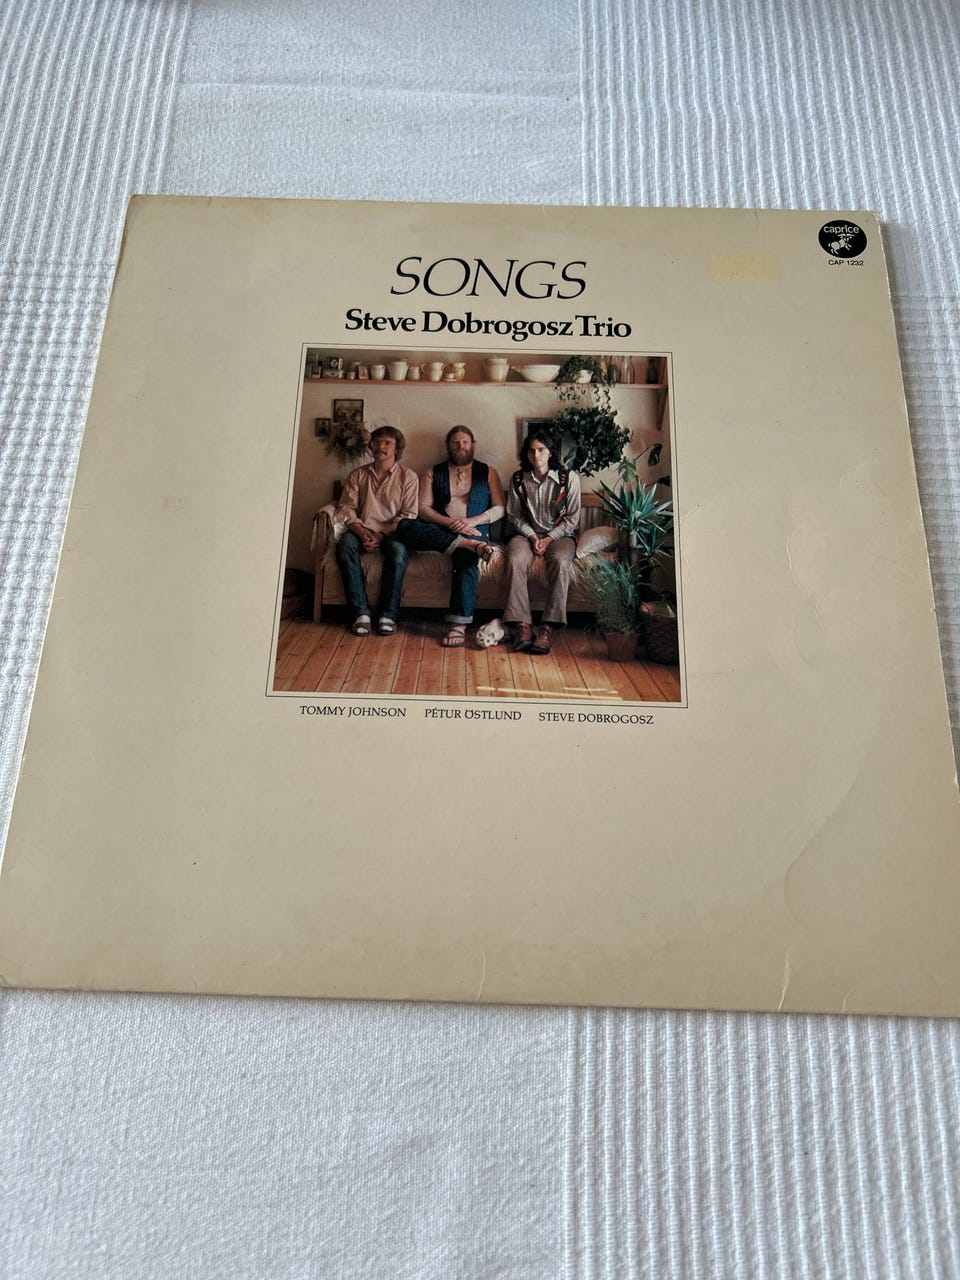 caprice
CAP 1232
SONGS
Steve Dobrogosz Trio
TOMMY JOHNSON PÉTUR ÖSTLUND STEVE DOBROGOSZ